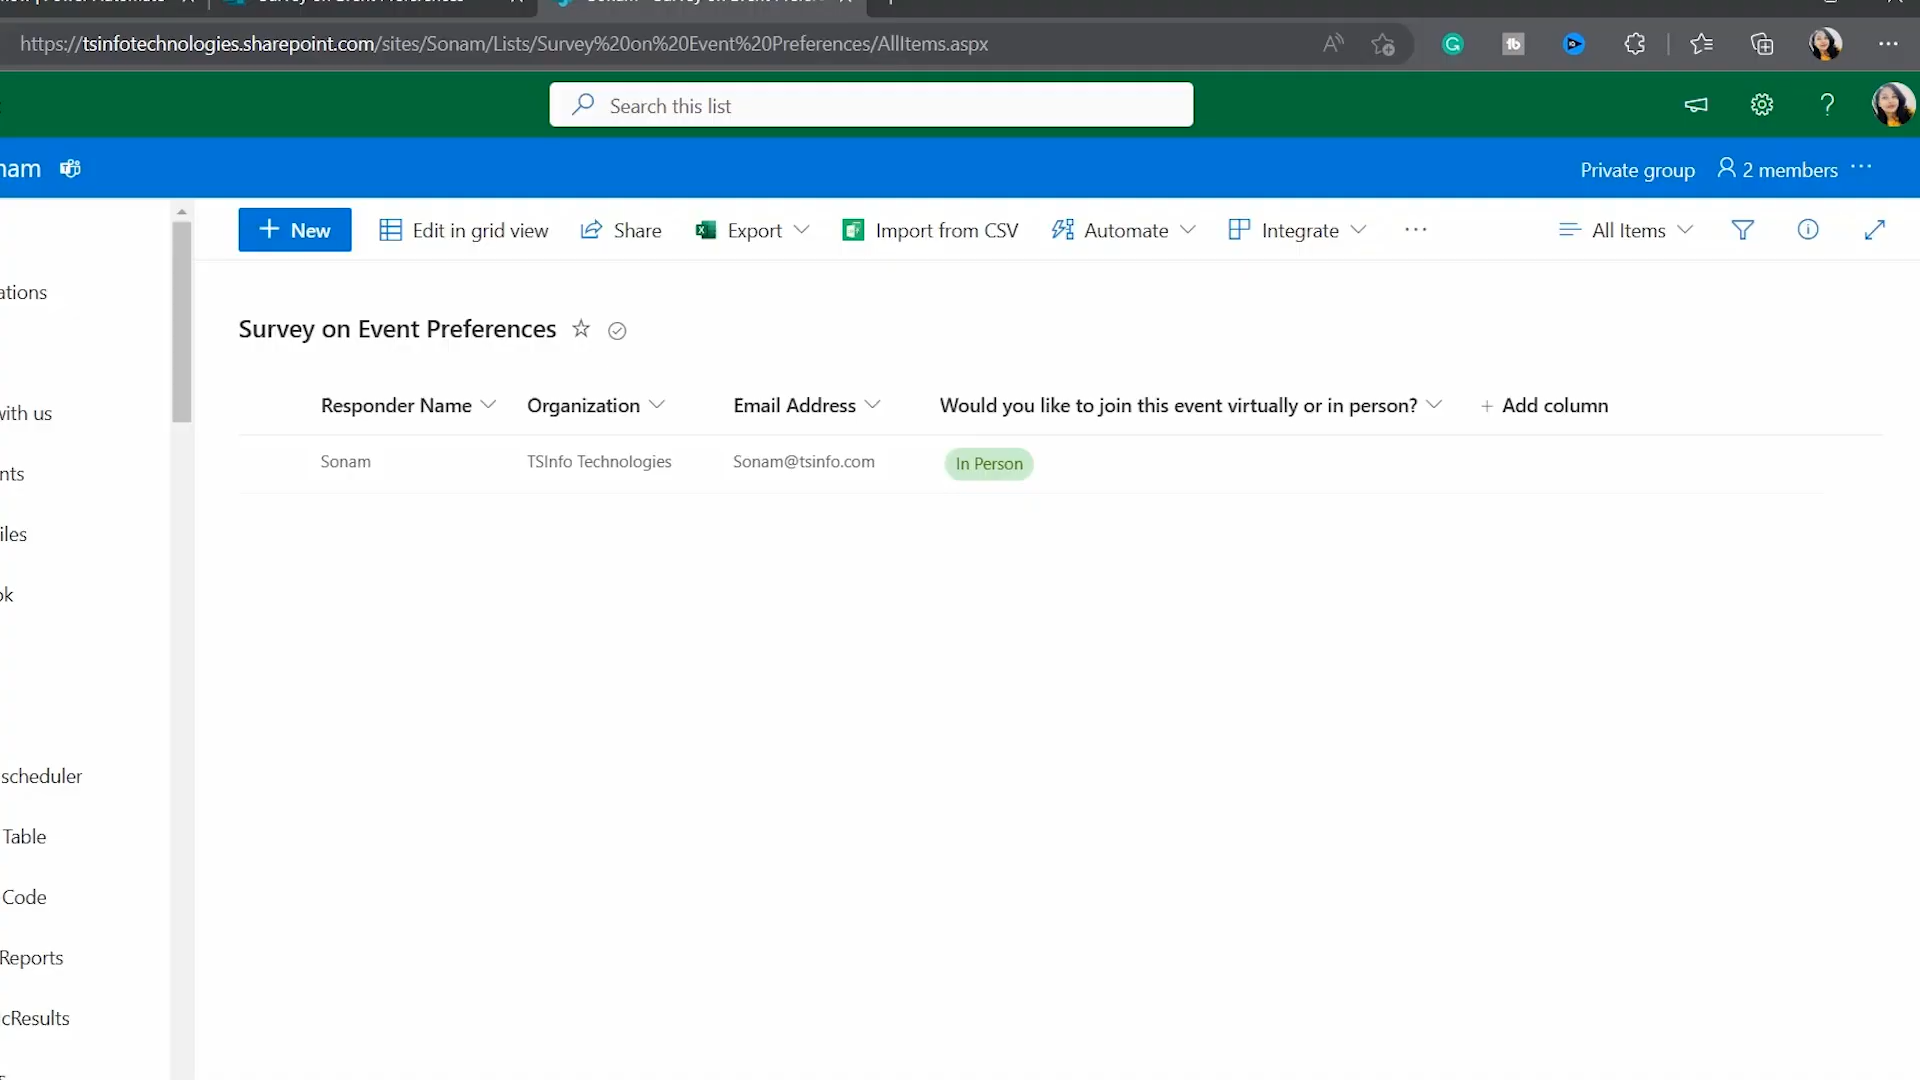 https://tsinfotechnologies.sharepoint.com/sites/Sonam/Lists/Survey%20on%20Event%20Preferences/AllItems.aspx
Search this list
nam
Private group
2 members
+ New
Edit in grid view
Share
Export
Import from CSV
Automate
Integrate
All Items
ations
with us
nts
iles
ok
scheduler
Table
Code
Reports
cResults
Survey on Event Preferences
Responder Name
Organization
Email Address
Would you like to join this event virtually or in person?
+ Add column
Sonam
TSInfo Technologies
Sonam@tsinfo.com
In Person